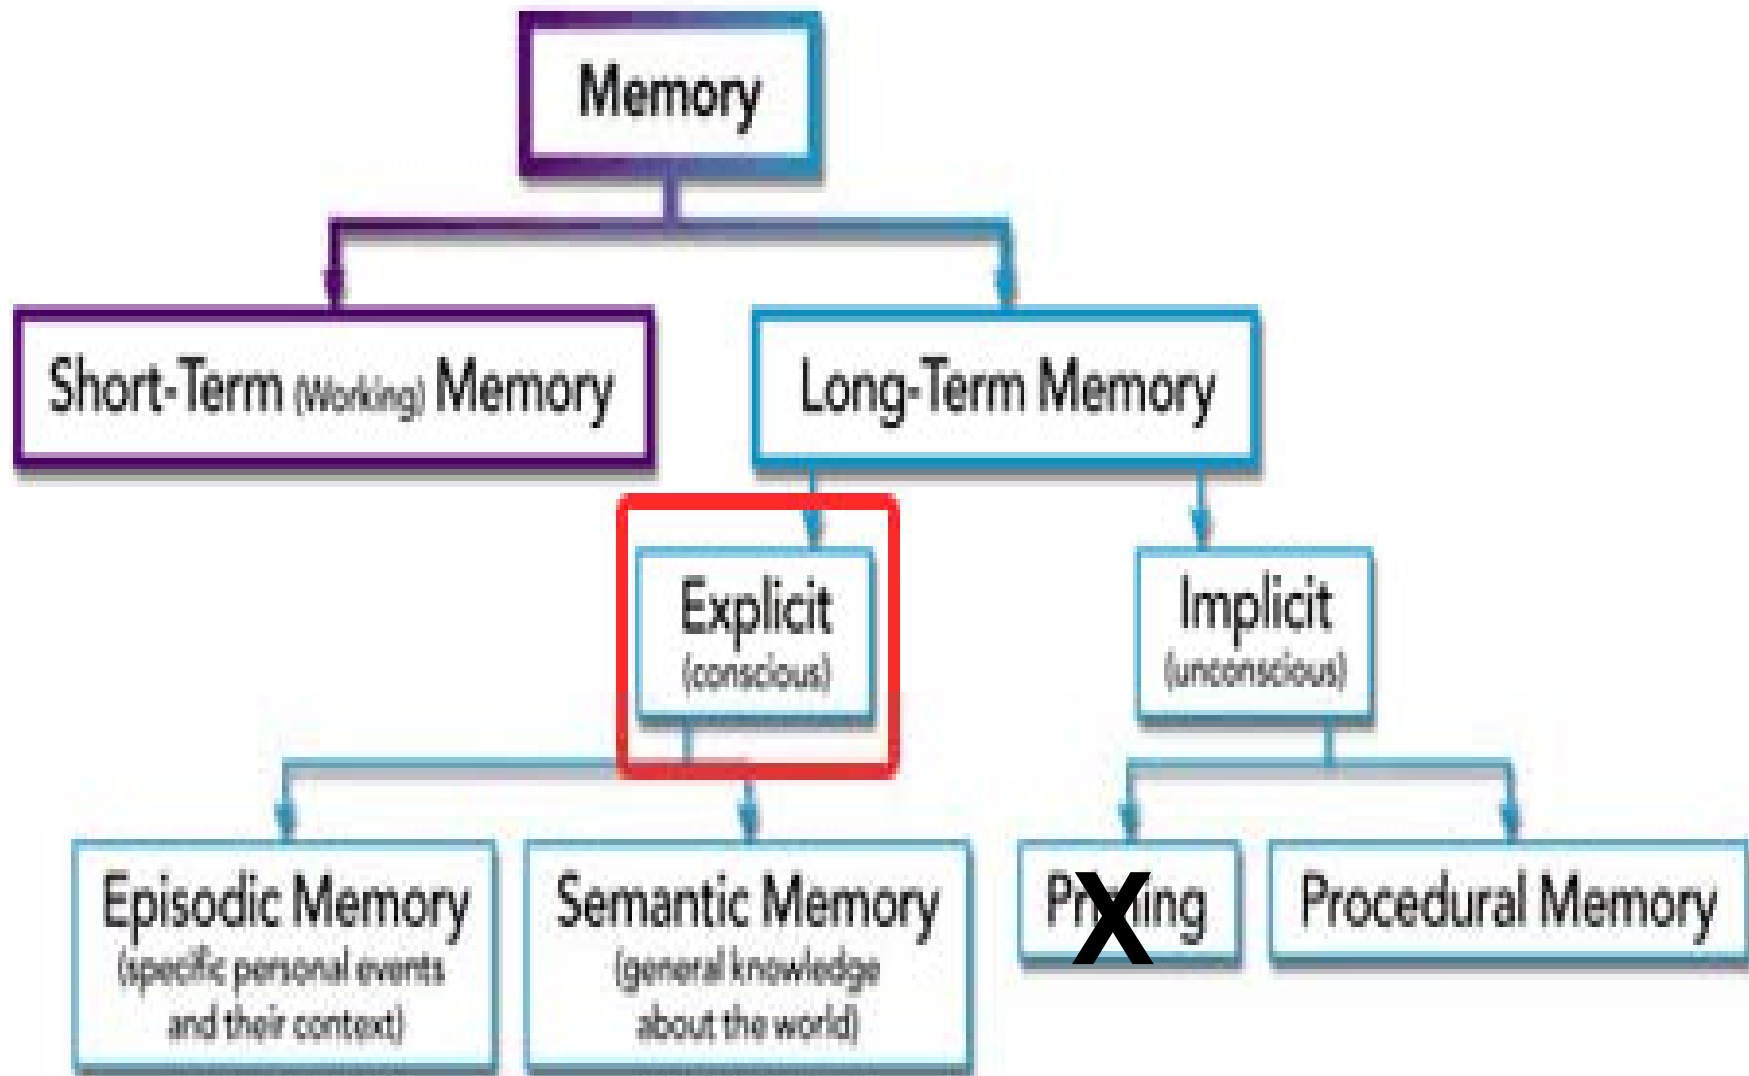 Memory
Short-Term (Working) Memory
Long-Term Memory
Explicit
(conscious)
Implicit
(unconscious)
Episodic Memory
(specific personal events
and their context)
Semantic Memory
(general knowledge
about the world)
X
Procedural Memory